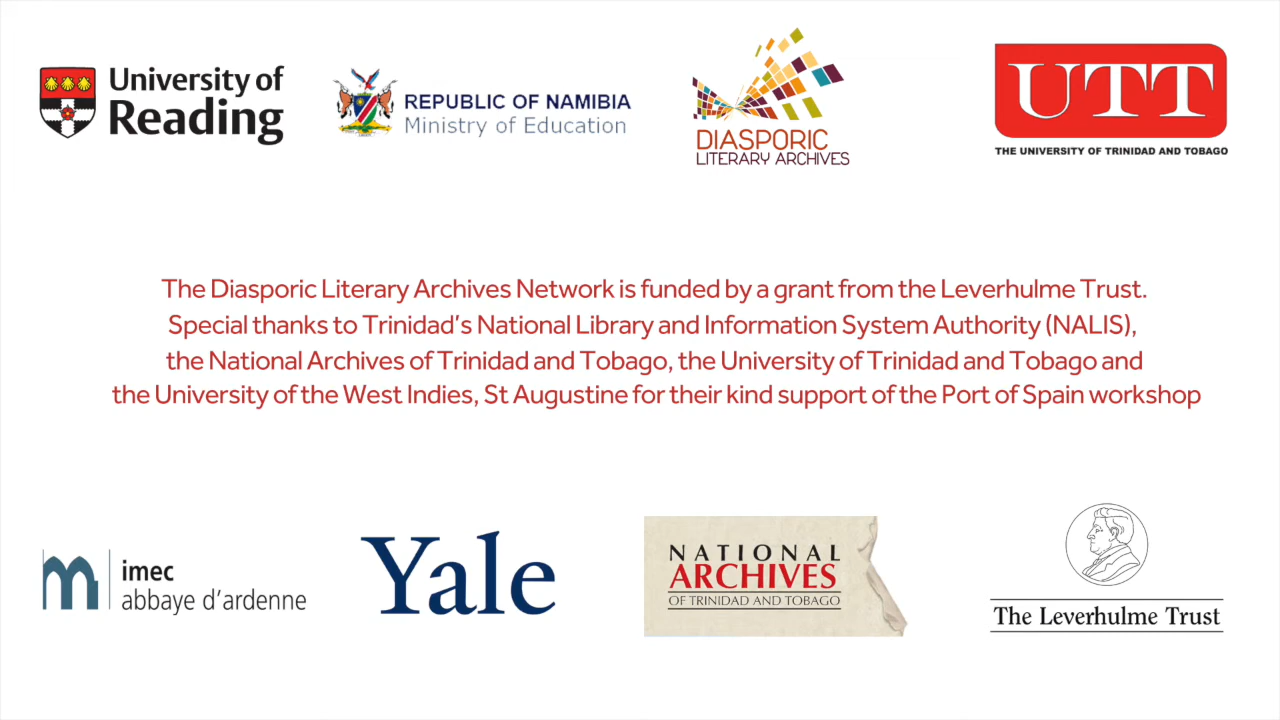 University of
Reading
REPUBLIC OF NAMIBIA
Ministry of Education
DIASPORIC
LITERARY ARCHIVES
UTT
THE UNIVERSITY OF TRINIDAD AND TOBAGO
The Diasporic Literary Archives Network is funded by a grant from the Leverhulme Trust.
Special thanks to Trinidad's National Library and Information System Authority (NALIS),
the National Archives of Trinidad and Tobago, the University of Trinidad and Tobago and
the University of the West Indies, St Augustine for their kind support of the Port of Spain workshop
imec
abbaye d'ardenne
Yale
NATIONAL
ARCHIVES
OF TRINIDAD AND TOBAGO
The Leverhulme Trust